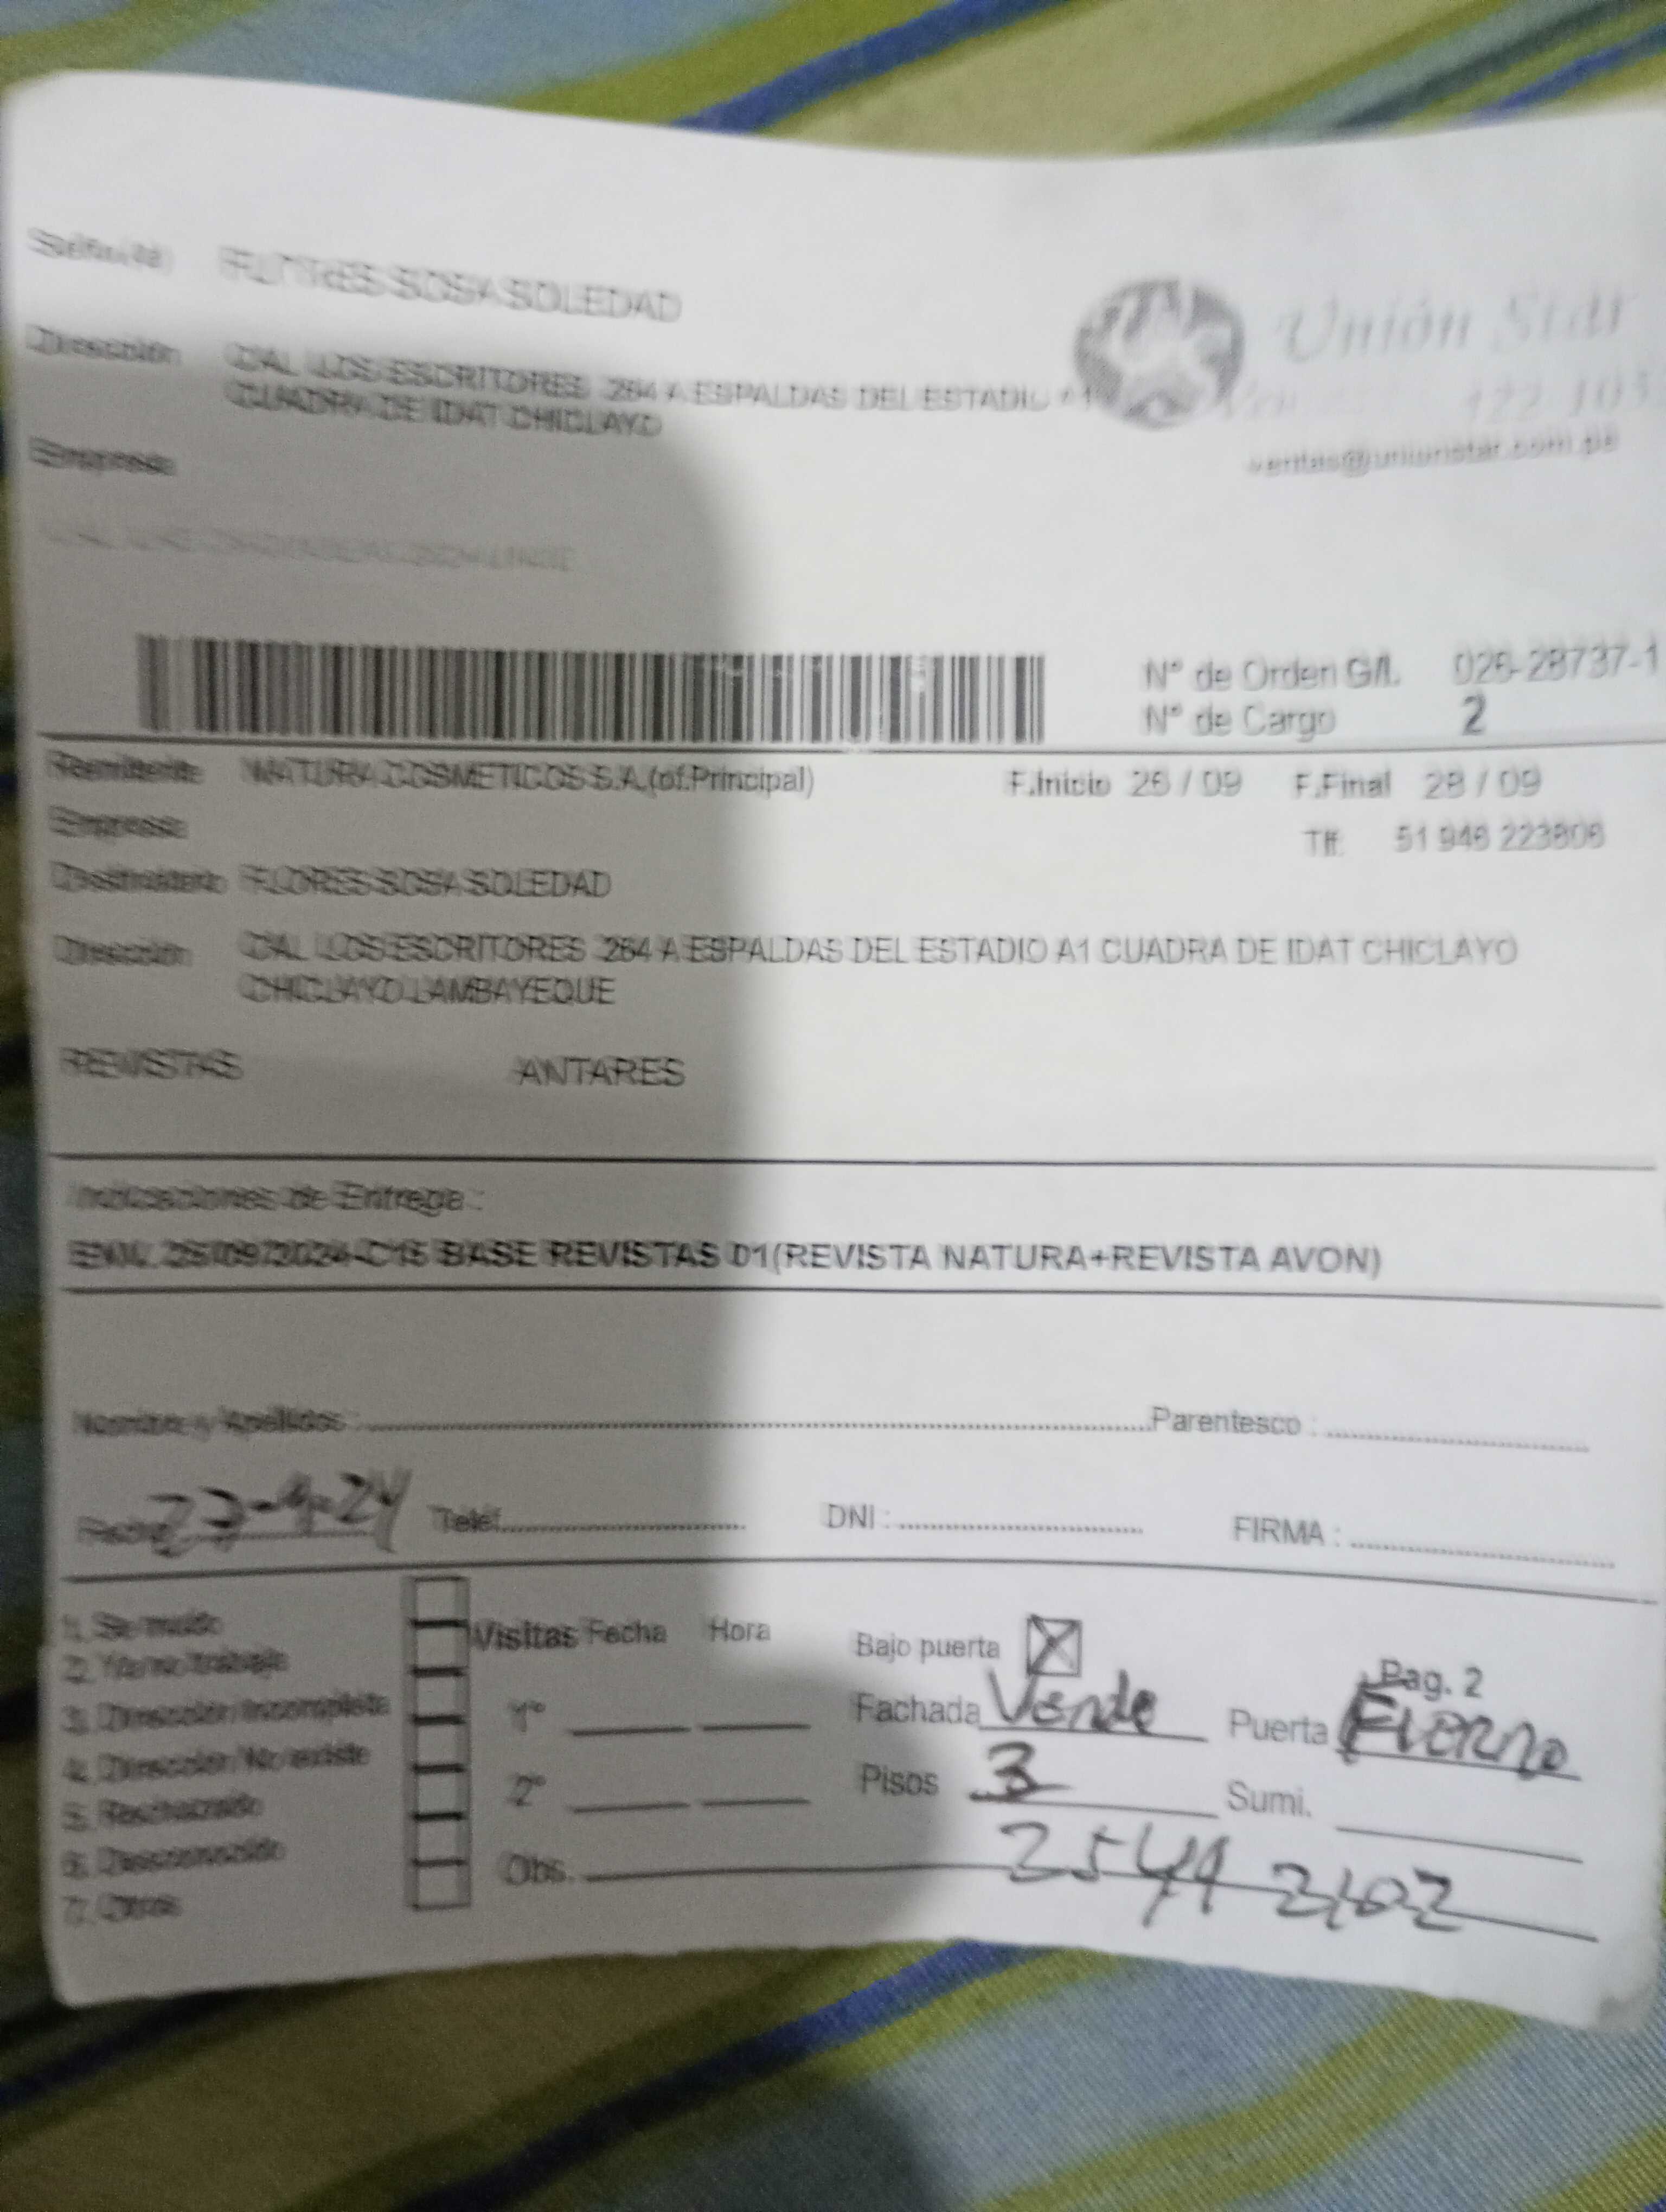 Señor(a) FLORES SOSA SOLEDAD
Dirección CAL LOS ESCRITORES 264 A ESPALDAS DEL ESTADIO A1
CUADRA DE IDAT CHICLAYO
Empresa
Unión Star
ventas@unionstar.com.pe
N° de Orden G/I. 026-28737-1
N° de Cargo 2
Remitente NATURA COSMETICOS S.A.(of.Principal) F.Inicio 26 / 09 F.Final 28 / 09
Empresa Tlf. 51 946 223806
Destinatario FLORES SOSA SOLEDAD
Dirección CAL LOS ESCRITORES 264 A ESPALDAS DEL ESTADIO A1 CUADRA DE IDAT CHICLAYO
CHICLAYO LAMBAYEQUE
REVISTAS ANTARES
Indicaciones de Entrega :
ENV. 25/09/2024-C15 BASE REVISTAS 01(REVISTA NATURA+REVISTA AVON)
Nombre y Apellidos : Parentesco :
Fecha 27-9-24 Telef. DNI : FIRMA :
1. Se mudó
2. Ya no trabaja
3. Dirección Incompleta
4. Dirección No existe
5. Rechazado
6. Desconocido
7. Otros
Visitas Fecha Hora
1°
2°
Obs. 2544 2102
Bajo puerta X
Pag. 2
Fachada Verde Puerta Fierro
Pisos 3 Sumi.